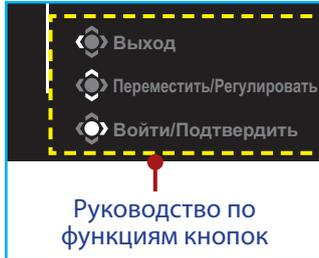 Выход
Переместить/Регулировать
Войти/Подтвердить
Руководство по
функциям кнопок